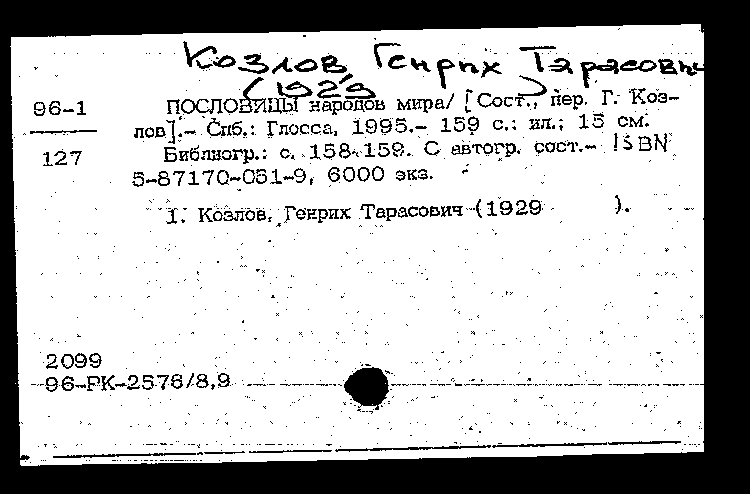 Козлов, Генрих Тарасович
(1929 )
96-1 ПОСЛОВИЦЫ народов мира/ [Сост., пер. Г. Коз-
лов].- Спб.: Глосса, 1995.- 159 с.: ил.; 15 см.
127 Библиогр.: с. 158-159. С автогр. сост.- ISBN
5-87170-051-9, 6000 экз.
1. Козлов, Генрих Тарасович (1929 ).
2099
96-РК-2576/8,9